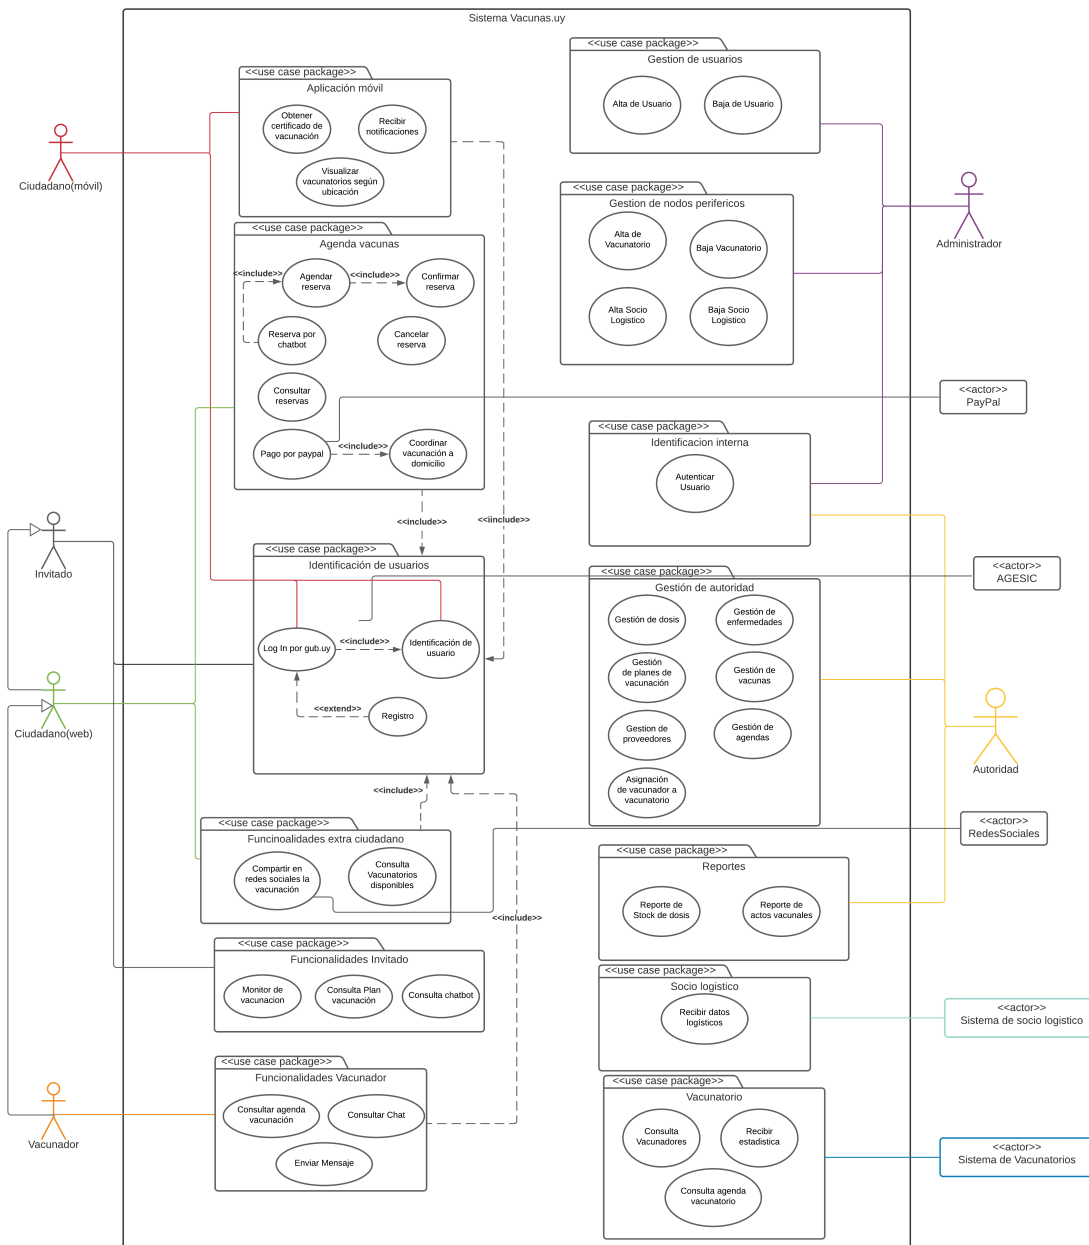 Sistema Vacunas.uy
<<use case package>>
Aplicación móvil
Obtener
certificado de
vacunación
Recibir
notificaciones
Visualizar
vacunatorios según
ubicación
Ciudadano(móvil)
<<use case package>>
Agenda vacunas
<<include>>
Agendar
reserva
<<include>>
Confirmar
reserva
Reserva por
chatbot
Cancelar
reserva
Consultar
reservas
Pago por paypal
<<include>>
Coordinar
vacunación a
domicilio
<<include>>
<<iinclude>>
Invitado
<<use case package>>
Identificación de usuarios
Log In por gub.uy
<<include>>
Identificación de
usuario
<<extend>>
Registro
Ciudadano(web)
<<include>>
<<use case package>>
Funcinoalidades extra ciudadano
Compartir en
redes sociales la
vacunación
Consulta
Vacunatorios
disponibles
<<include>>
<<use case package>>
Funcionalidades Invitado
Monitor de
vacunacion
Consulta Plan
vacunación
Consulta chatbot
<<use case package>>
Funcionalidades Vacunador
Consultar agenda
vacunación
Consultar Chat
Enviar Mensaje
Vacunador
<<use case package>>
Gestion de usuarios
Alta de Usuario
Baja de Usuario
<<use case package>>
Gestion de nodos perifericos
Alta de
Vacunatorio
Baja Vacunatorio
Alta Socio
Logistico
Baja Socio
Logistico
Administrador
<<actor>>
PayPal
<<use case package>>
Identificacion interna
Autenticar
Usuario
<<actor>>
AGESIC
<<use case package>>
Gestión de autoridad
Gestión de dosis
Gestión de
enfermedades
Gestión
de planes de
vacunación
Gestión de
vacunas
Gestion de
proveedores
Gestión de
agendas
Asignación
de vacunador a
vacunatorio
Autoridad
<<actor>>
RedesSociales
<<use case package>>
Reportes
Reporte de
Stock de dosis
Reporte de
actos vacunales
<<use case package>>
Socio logistico
Recibir datos
logísticos
<<actor>>
Sistema de socio logistico
<<use case package>>
Vacunatorio
Consulta
Vacunadores
Recibir
estadistica
Consulta agenda
vacunatorio
<<actor>>
Sistema de Vacunatorios